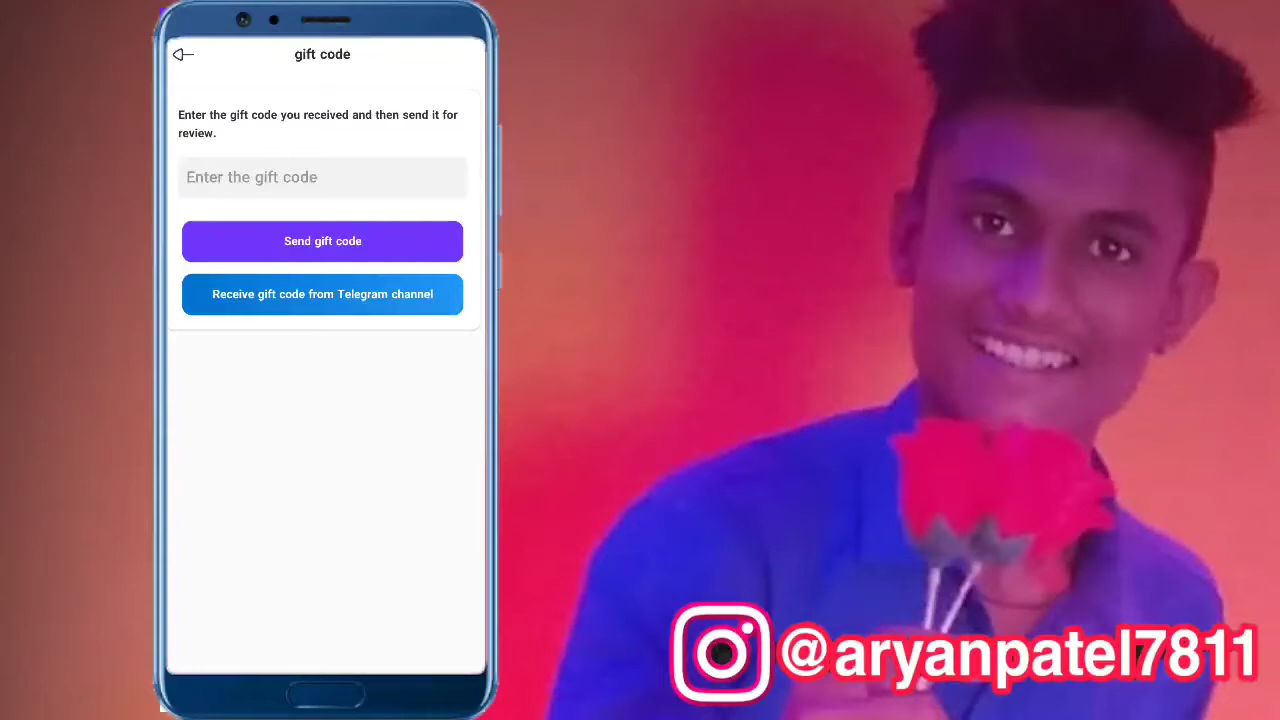 gift code
Enter the gift code you received and then send it for
review.
Enter the gift code
Send gift code
Receive gift code from Telegram channel
@aryanpatel7811